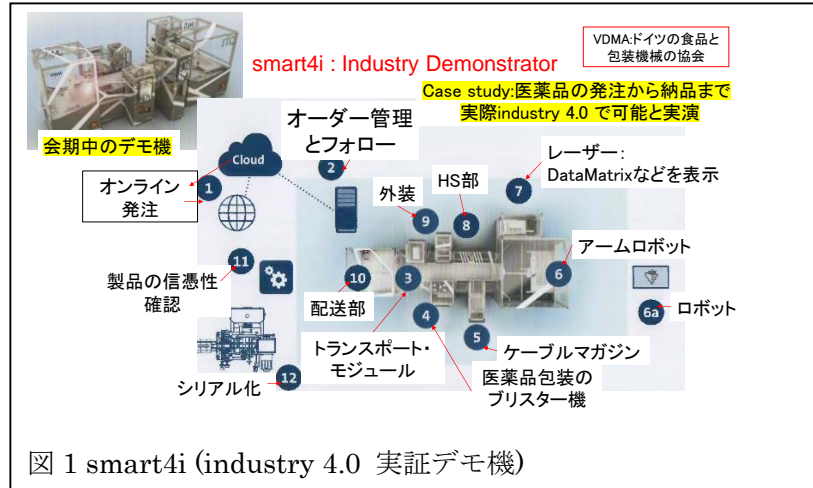 smart4i : Industry Demonstrator
VDMA:ドイツの食品と
包装機械の協会
Case study:医薬品の発注から納品まで
実際industry 4.0 で可能と実演
会期中のデモ機
Cloud
オーダー管理
とフォロー
2
オンライン
発注
1
レーザー:
DataMatrixなどを表示
7
外装
9
HS部
8
アームロボット
6
11
製品の信憑性
確認
10
配送部
3
トランスポート・
モジュール
4
医薬品包装の
ブリスター機
5
ケーブルマガジン
6a
ロボット
シリアル化
12
図 1 smart4i (industry 4.0 実証デモ機)